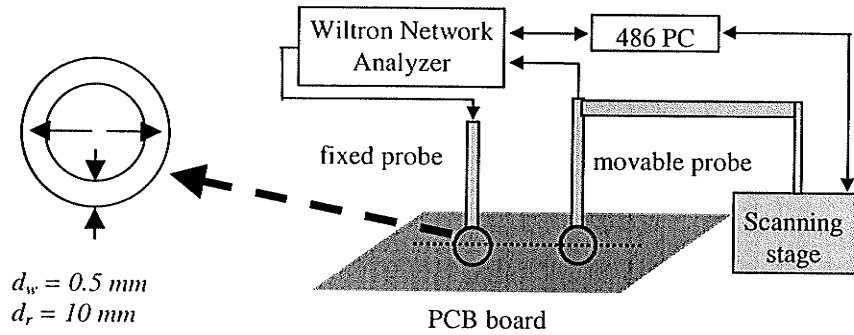 Wiltron Network
Analyzer
486 PC
fixed probe
movable probe
Scanning
stage
d_w = 0.5 mm
d_r = 10 mm
PCB board